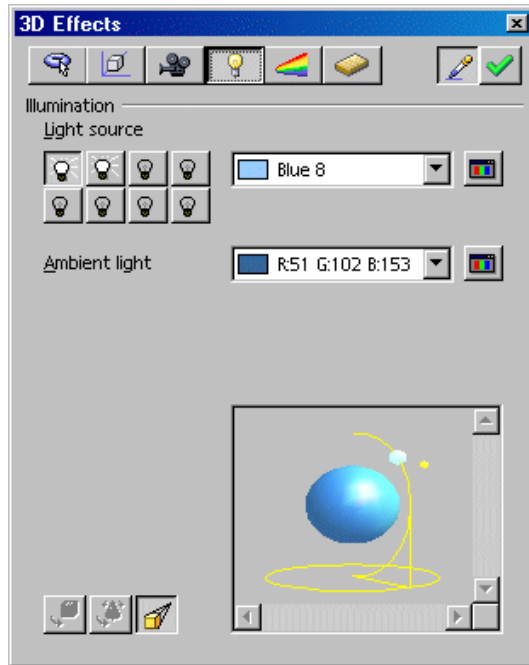 3D Effects
Illumination
Light source
Blue 8
Ambient light
R:51 G:102 B:153